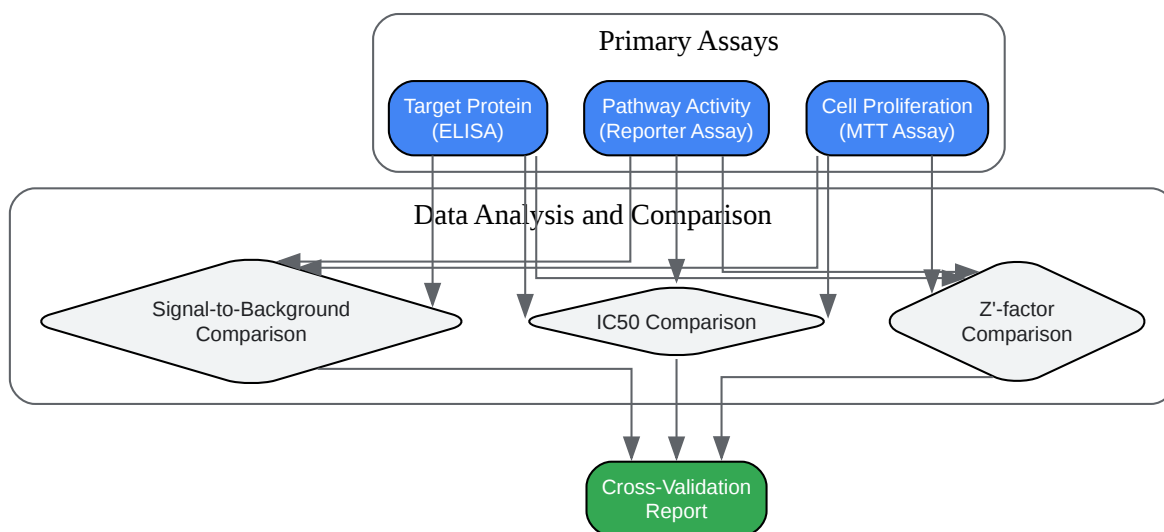 Primary Assays
Target Protein
(ELISA)
Pathway Activity
(Reporter Assay)
Cell Proliferation
(MTT Assay)
Data Analysis and Comparison
Signal-to-Background
Comparison
IC50 Comparison
Z'-factor
Comparison
Cross-Validation
Report